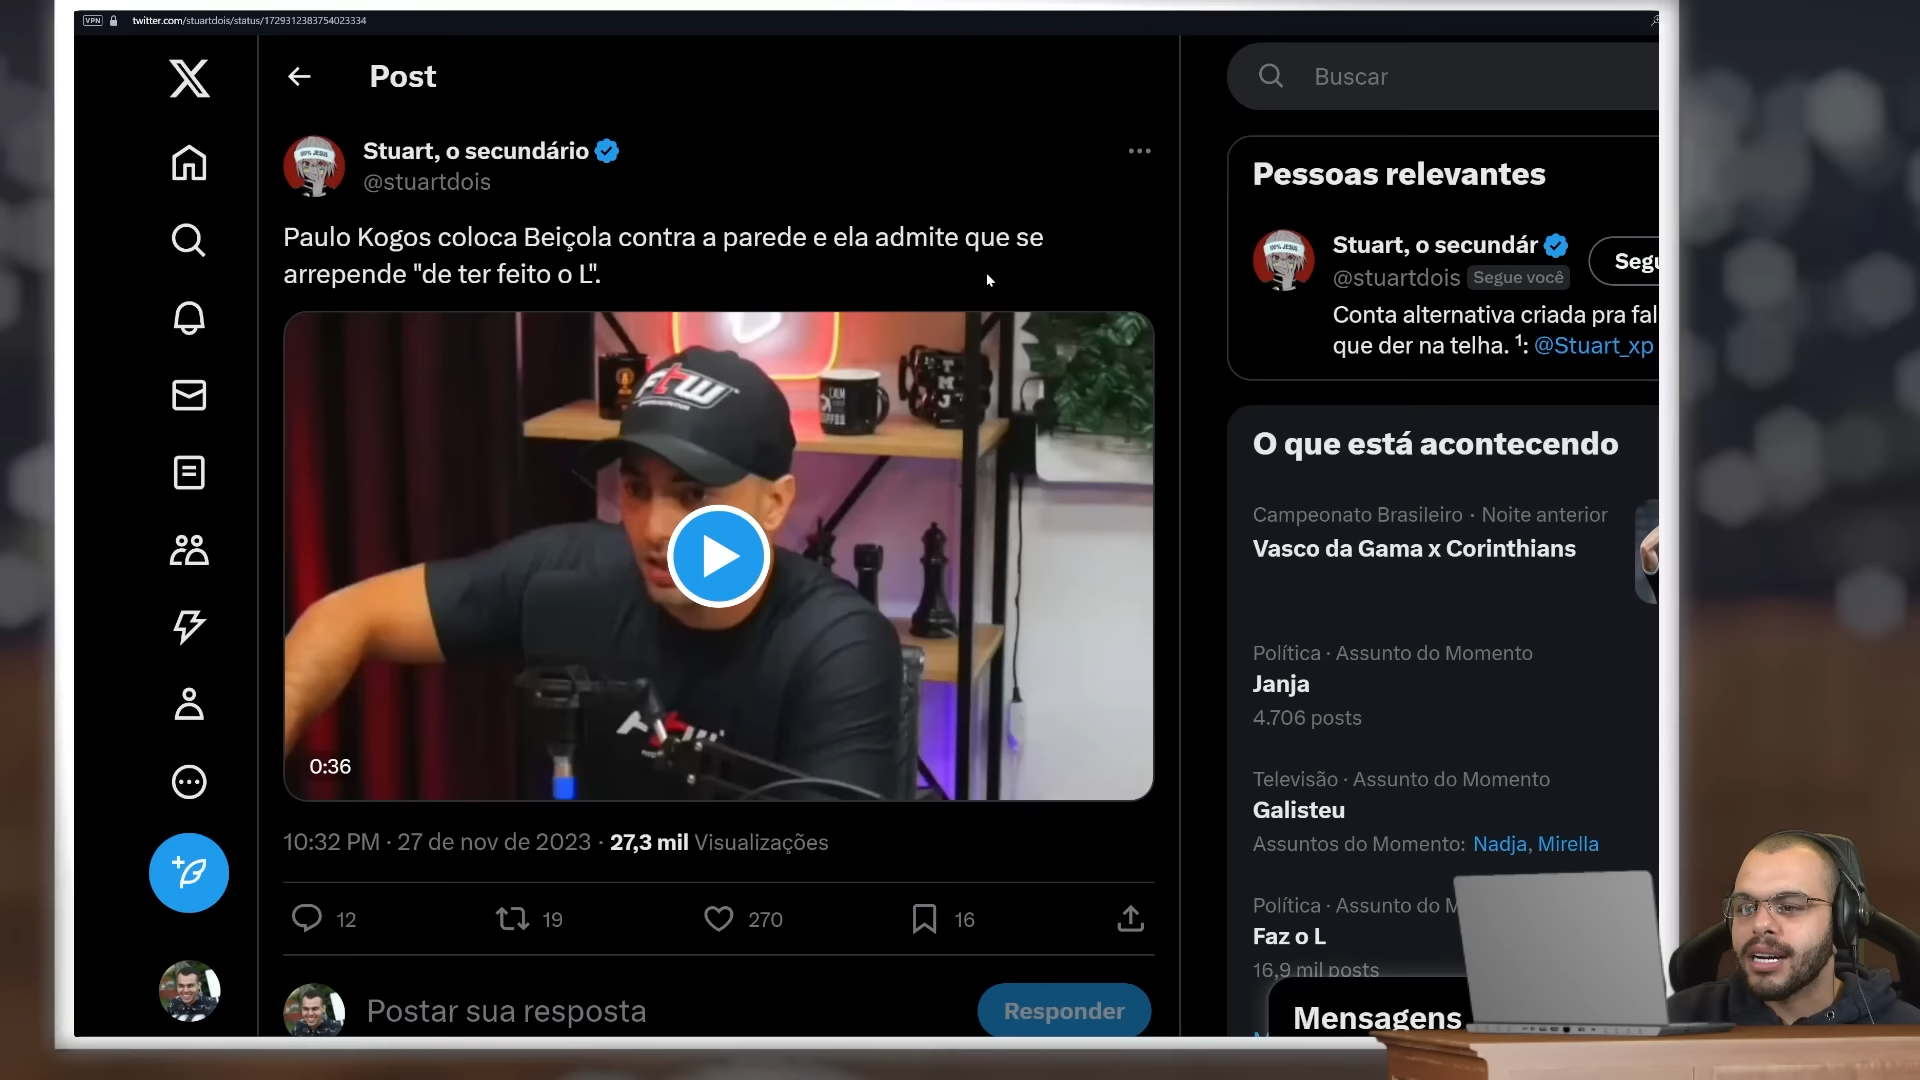 VPN
twitter.com/stuartdois/status/1729312383754023334
Post
Buscar
Stuart, o secundário
@stuartdois
Paulo Kogos coloca Beiçola contra a parede e ela admite que se
arrepende "de ter feito o L".
FTW
0:36
10:32 PM · 27 de nov de 2023 · 27,3 mil Visualizações
12
19
270
16
Postar sua resposta
Responder
Pessoas relevantes
100% JESUS
Stuart, o secundár
@stuartdois
Segue você
Segu
Conta alternativa criada pra fal
que der na telha. ¹: @Stuart_xp
O que está acontecendo
Campeonato Brasileiro · Noite anterior
Vasco da Gama x Corinthians
Política · Assunto do Momento
Janja
4.706 posts
Televisão · Assunto do Momento
Galisteu
Assuntos do Momento: Nadja, Mirella
Política · Assunto do M
Faz o L
16,9 mil posts
Mensagens